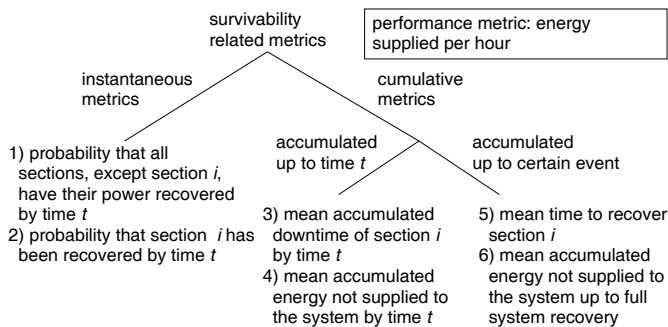 survivability
related metrics
performance metric: energy
supplied per hour
instantaneous
metrics
cumulative
metrics
accumulated
up to time t
accumulated
up to certain event
1) probability that all
sections, except section i,
have their power recovered
by time t
2) probability that section i has
been recovered by time t
3) mean accumulated
downtime of section i
by time t
4) mean accumulated
energy not supplied to
the system by time t
5) mean time to recover
section i
6) mean accumulated
energy not supplied to
the system up to full
system recovery